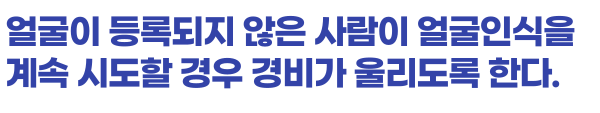 얼굴이 등록되지 않은 사람이 얼굴인식을
계속 시도할 경우 경비가 울리도록 한다.